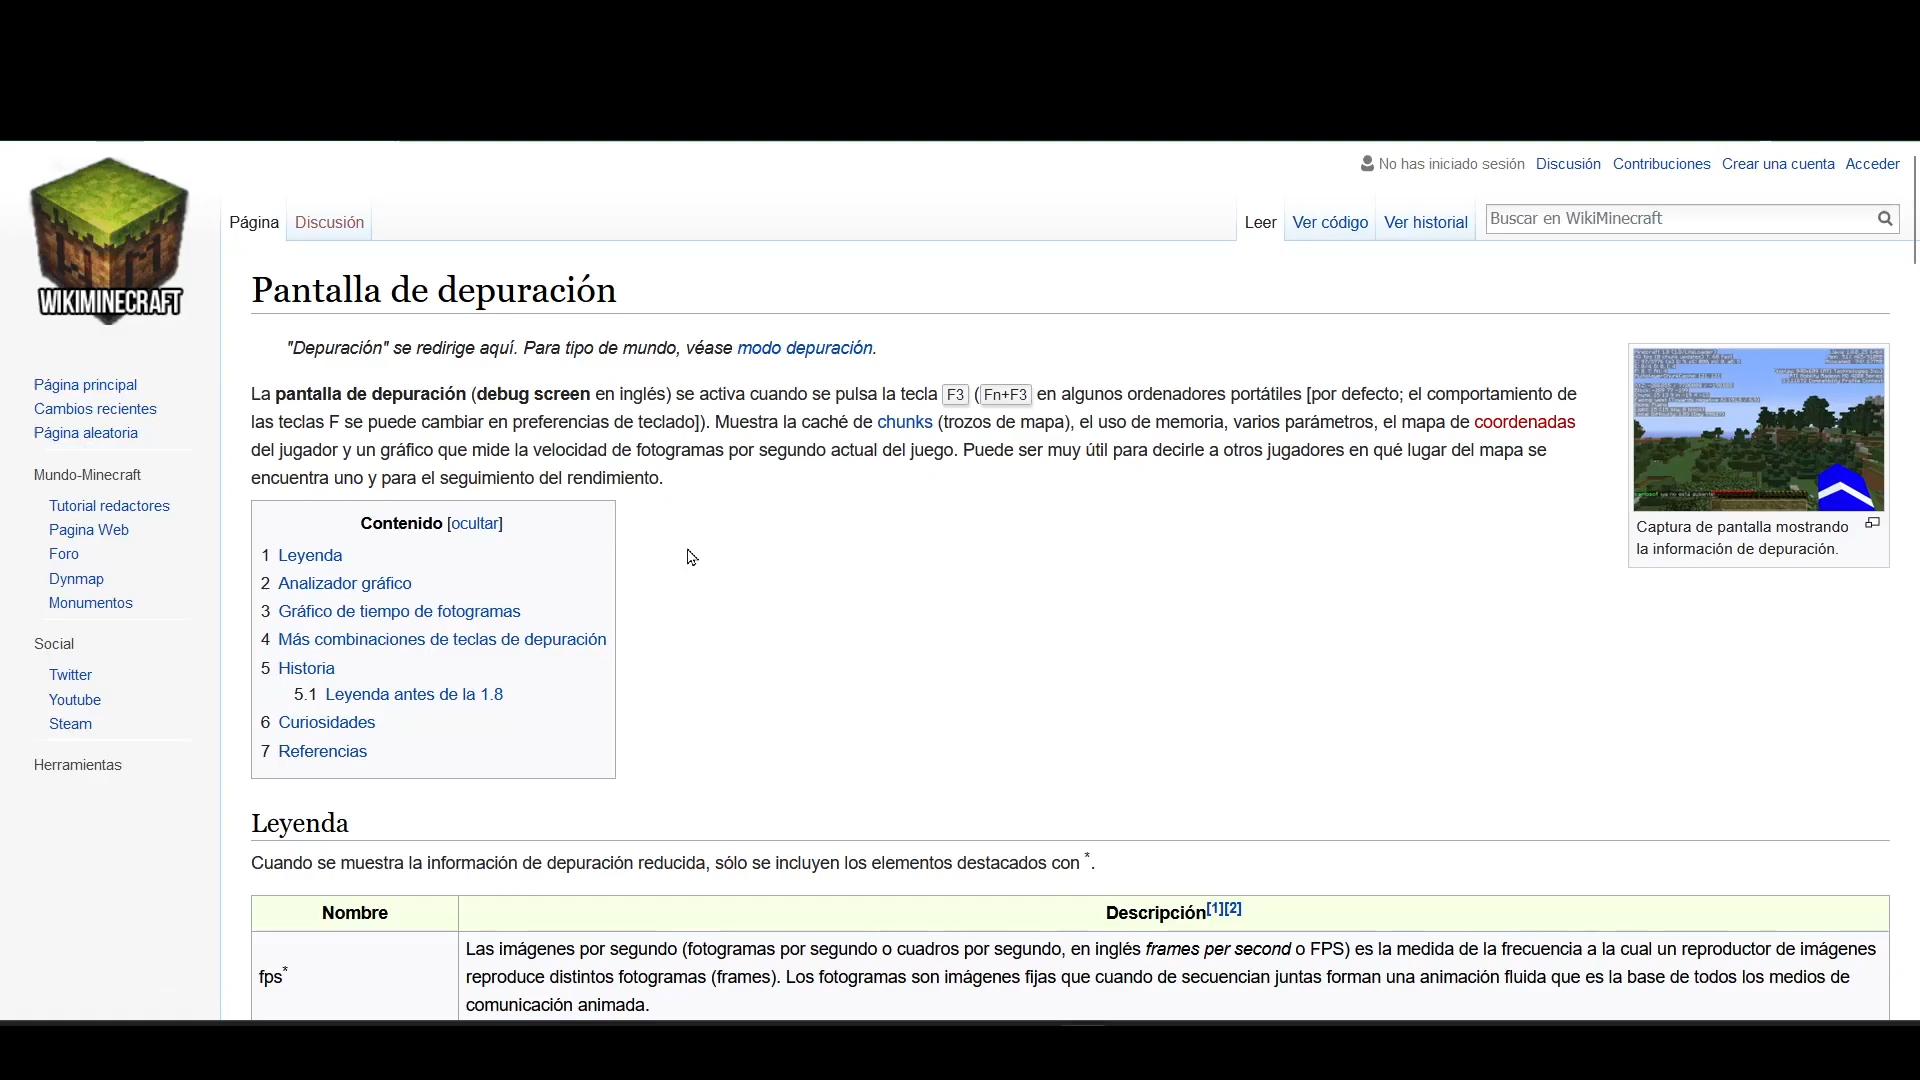 No has iniciado sesión Discusión Contribuciones Crear una cuenta Acceder
Página Discusión Leer Ver código Ver historial Buscar en WikiMinecraft
WIKIMINECRAFT
Página principal
Cambios recientes
Página aleatoria
Mundo-Minecraft
Tutorial redactores
Pagina Web
Foro
Dynmap
Monumentos
Social
Twitter
Youtube
Steam
Herramientas
Pantalla de depuración
"Depuración" se redirige aquí. Para tipo de mundo, véase modo depuración.
La pantalla de depuración (debug screen en inglés) se activa cuando se pulsa la tecla F3 (Fn+F3 en algunos ordenadores portátiles [por defecto; el comportamiento de
las teclas F se puede cambiar en preferencias de teclado]). Muestra la caché de chunks (trozos de mapa), el uso de memoria, varios parámetros, el mapa de coordenadas
del jugador y un gráfico que mide la velocidad de fotogramas por segundo actual del juego. Puede ser muy útil para decirle a otros jugadores en qué lugar del mapa se
encuentra uno y para el seguimiento del rendimiento.
Captura de pantalla mostrando
la información de depuración.
Contenido [ocultar]
1 Leyenda
2 Analizador gráfico
3 Gráfico de tiempo de fotogramas
4 Más combinaciones de teclas de depuración
5 Historia
5.1 Leyenda antes de la 1.8
6 Curiosidades
7 Referencias
Leyenda
Cuando se muestra la información de depuración reducida, sólo se incluyen los elementos destacados con *.
Nombre Descripción[1][2]
fps*
Las imágenes por segundo (fotogramas por segundo o cuadros por segundo, en inglés frames per second o FPS) es la medida de la frecuencia a la cual un reproductor de imágenes
reproduce distintos fotogramas (frames). Los fotogramas son imágenes fijas que cuando de secuencian juntas forman una animación fluida que es la base de todos los medios de
comunicación animada.